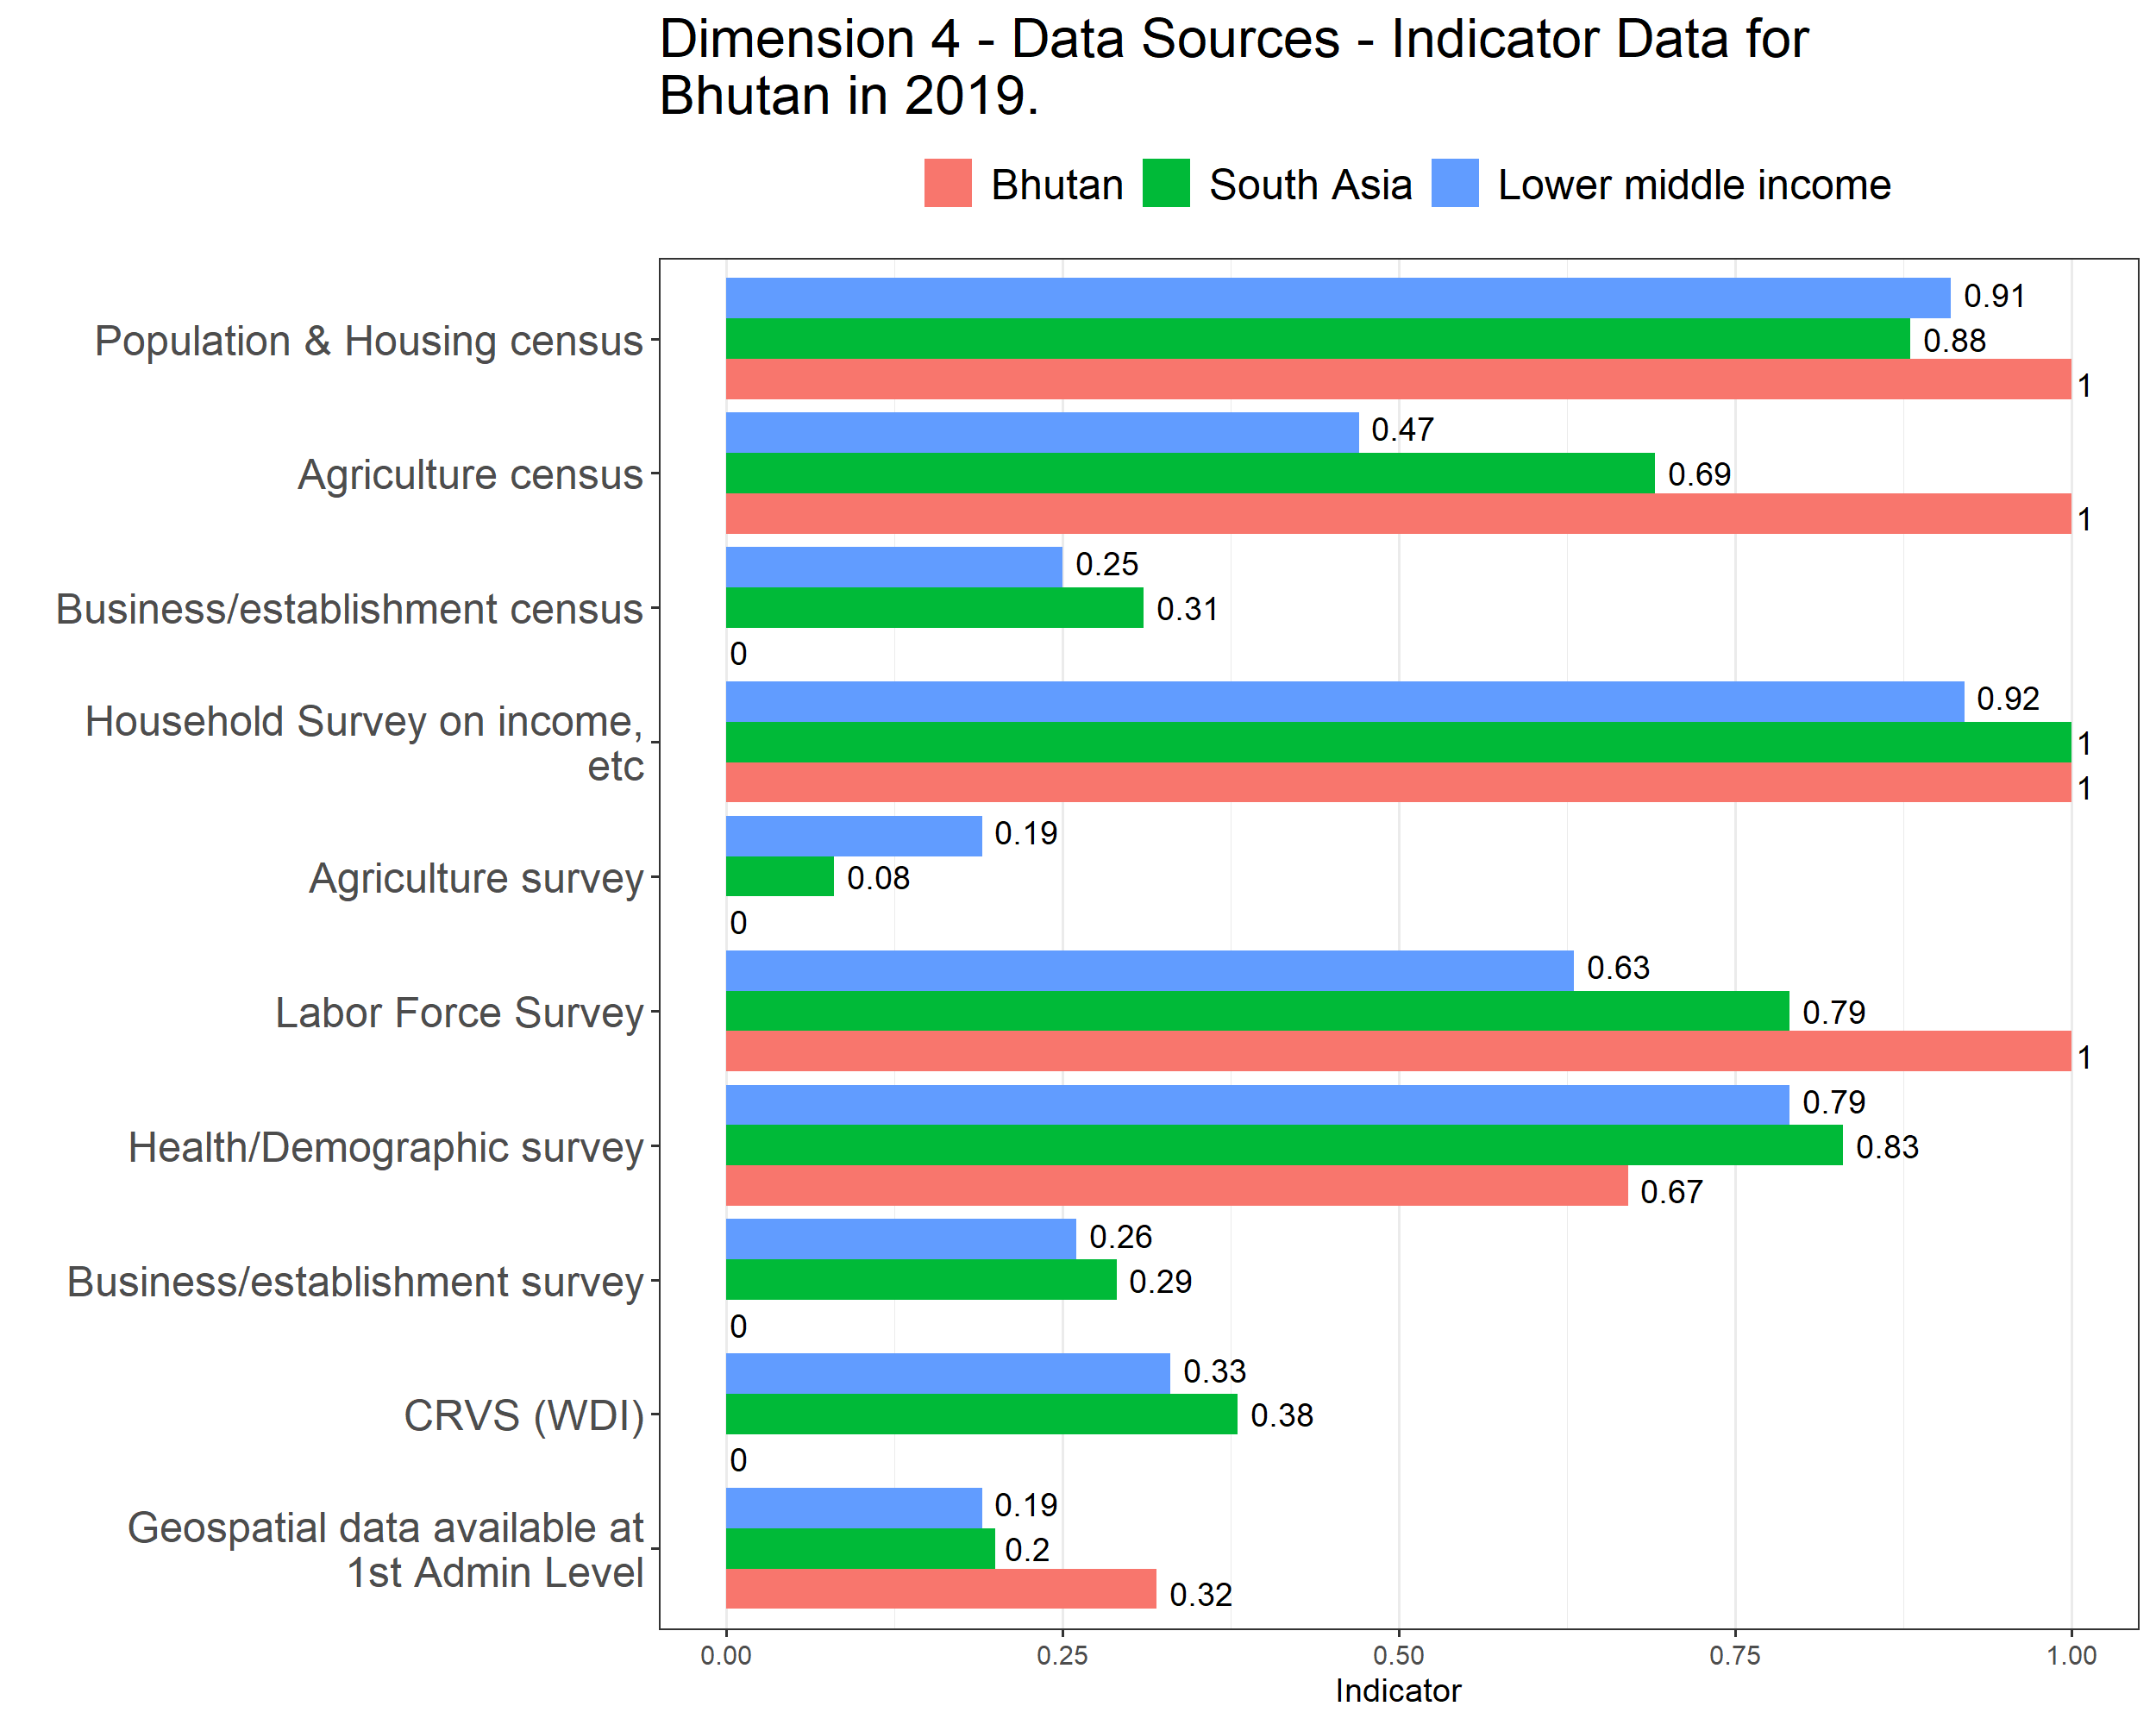 Dimension 4 - Data Sources - Indicator Data for
Bhutan in 2019.
Bhutan
South Asia
Lower middle income
Population & Housing census
0.91
0.88
1
Agriculture census
0.47
0.69
1
Business/establishment census
0.25
0.31
0
Household Survey on income,
etc
0.92
1
1
Agriculture survey
0.19
0.08
0
Labor Force Survey
0.63
0.79
1
Health/Demographic survey
0.79
0.83
0.67
Business/establishment survey
0.26
0.29
0
CRVS (WDI)
0.33
0.38
0
Geospatial data available at
1st Admin Level
0.19
0.2
0.32
0.00
0.25
0.50
0.75
1.00
Indicator